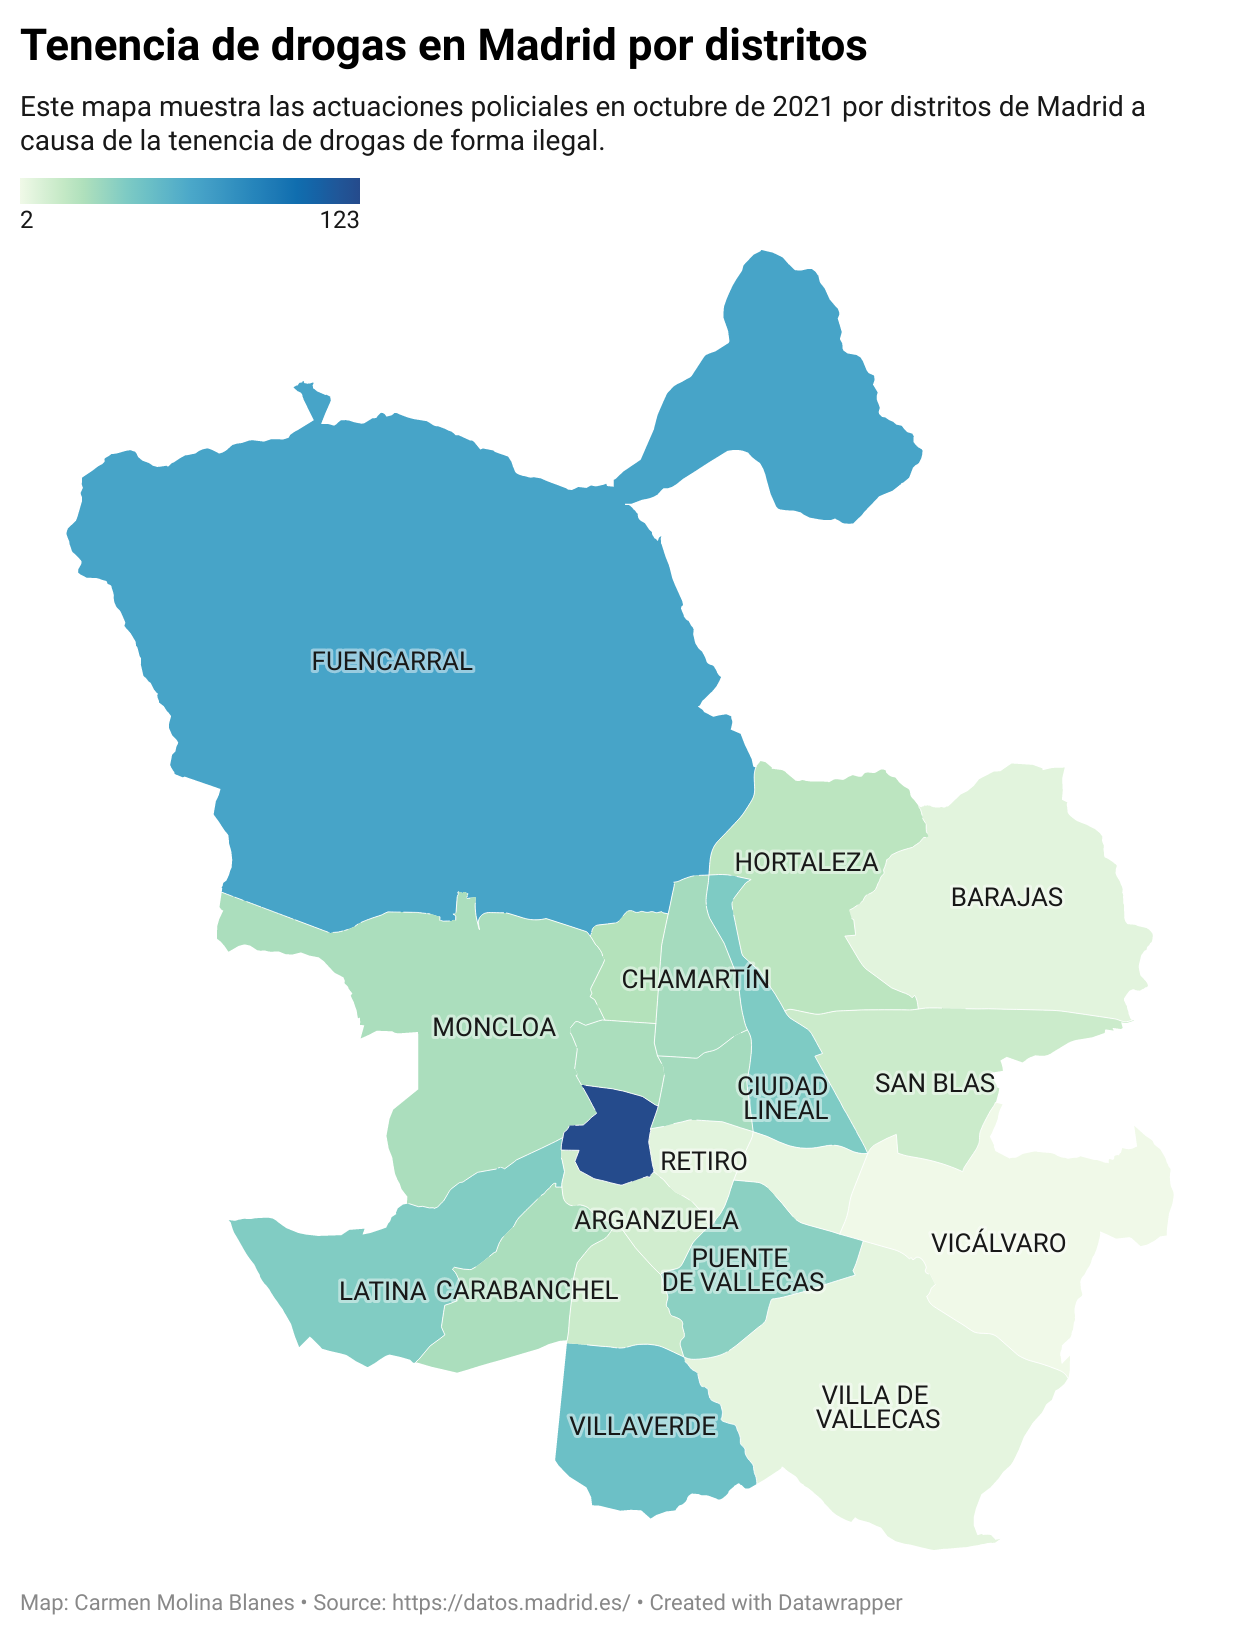 Tenencia de drogas en Madrid por distritos
Este mapa muestra las actuaciones policiales en octubre de 2021 por distritos de Madrid a
causa de la tenencia de drogas de forma ilegal.
2 123
FUENCARRAL
HORTALEZA
BARAJAS
CHAMARTÍN
MONCLOA
CIUDAD
LINEAL
SAN BLAS
RETIRO
ARGANZUELA
VICÁLVARO
PUENTE
DE VALLECAS
LATINA
CARABANCHEL
VILLA DE
VALLECAS
VILLAVERDE
Map: Carmen Molina Blanes • Source: https://datos.madrid.es/ • Created with Datawrapper